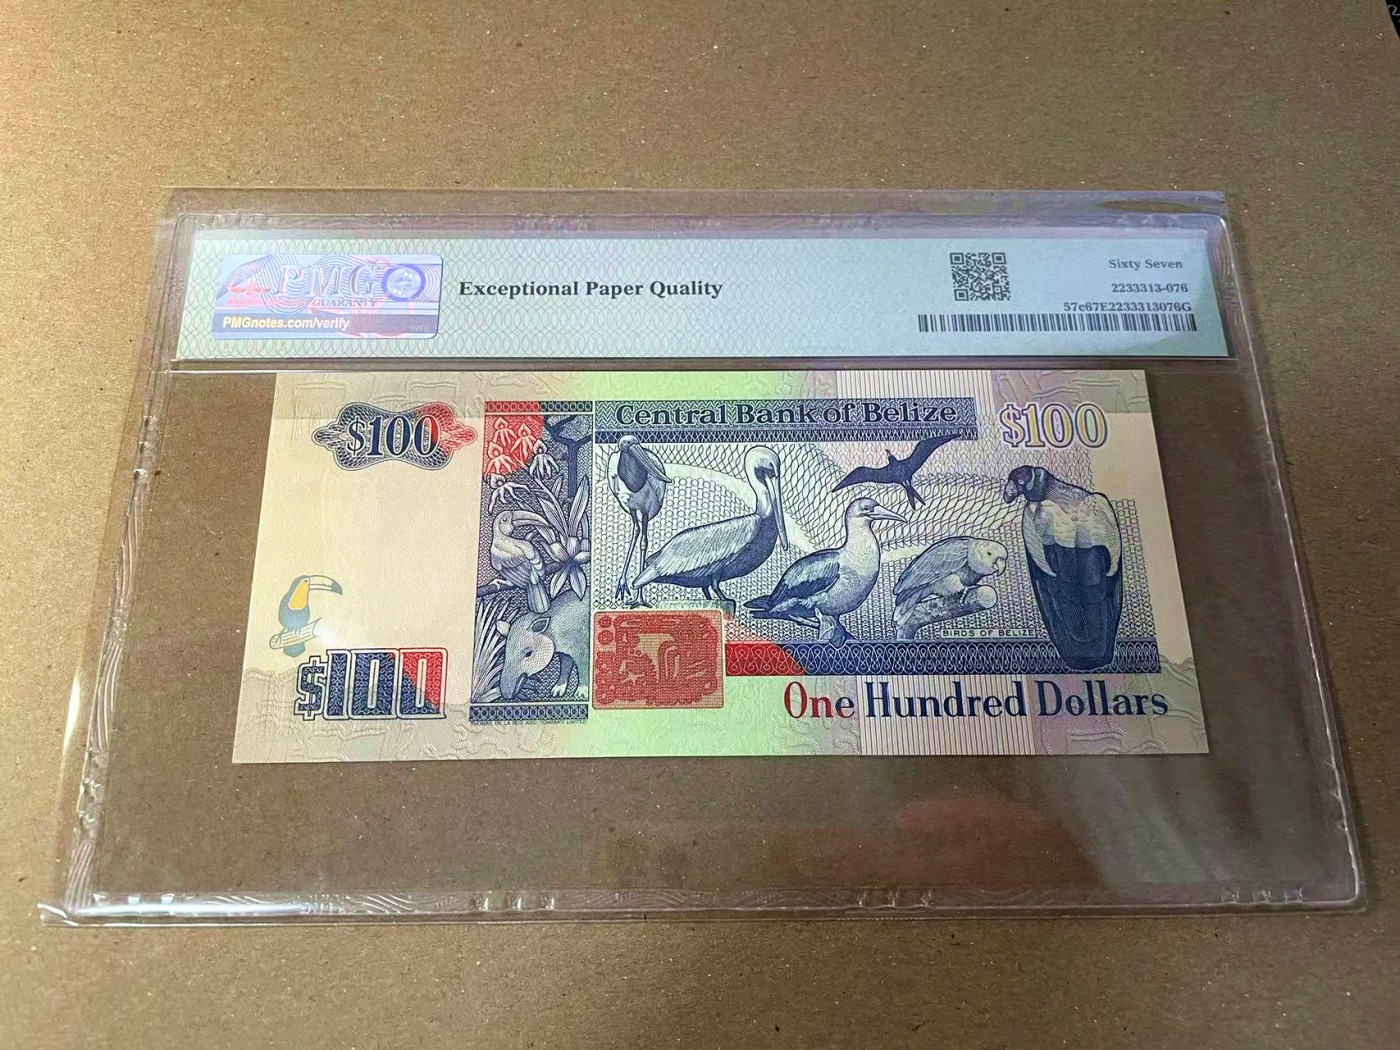 PMG
GUARANTY
PMGnotes.com/verify
Exceptional Paper Quality
Sixty Seven
2233313-076
57c67E2233313076G
$100
Central Bank of Belize
$100
BIRDS OF BELIZE
$100
One Hundred Dollars